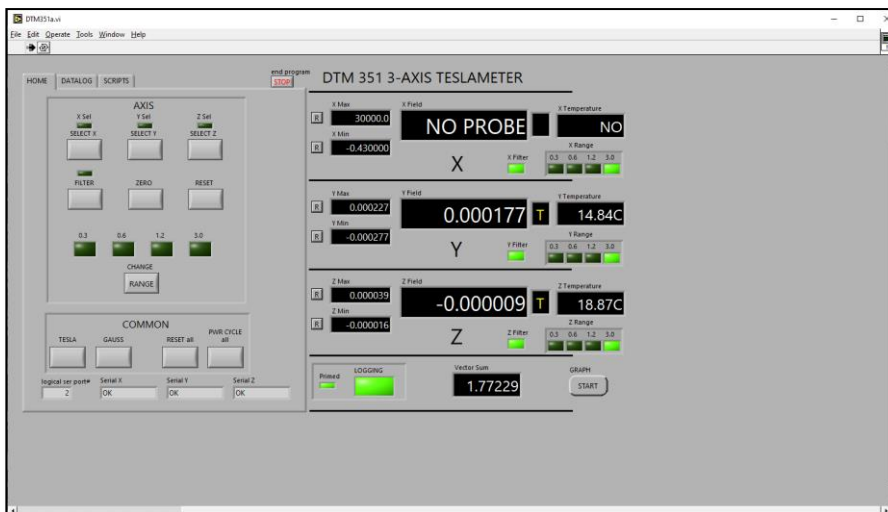 DTM351a.vi
File Edit Operate Tools Window Help
HOME DATALOG SCRIPTS
end program
STOP
AXIS
X Sel Y Sel Z Sel
SELECT X SELECT Y SELECT Z
FILTER ZERO RESET
0.3 0.6 1.2 3.0
CHANGE
RANGE
COMMON
TESLA GAUSS RESET all PWR CYCLE all
logical ser port# Serial X Serial Y Serial Z
2 OK OK OK
DTM 351 3-AXIS TESLAMETER
X Max X Field X Temperature
R 30000.0 NO PROBE NO
X Min
R -0.430000
X Range
X X Filter 0.3 0.6 1.2 3.0
Y Max Y Field Y Temperature
R 0.000227 0.000177 T 14.84C
Y Min
R -0.000277
Y Range
Y Y Filter 0.3 0.6 1.2 3.0
Z Max Z Field Z Temperature
R 0.000039 -0.000009 T 18.87C
Z Min
R -0.000016
Z Range
Z Z Filter 0.3 0.6 1.2 3.0
Primed LOGGING Vector Sum GRAPH
1.77229 START